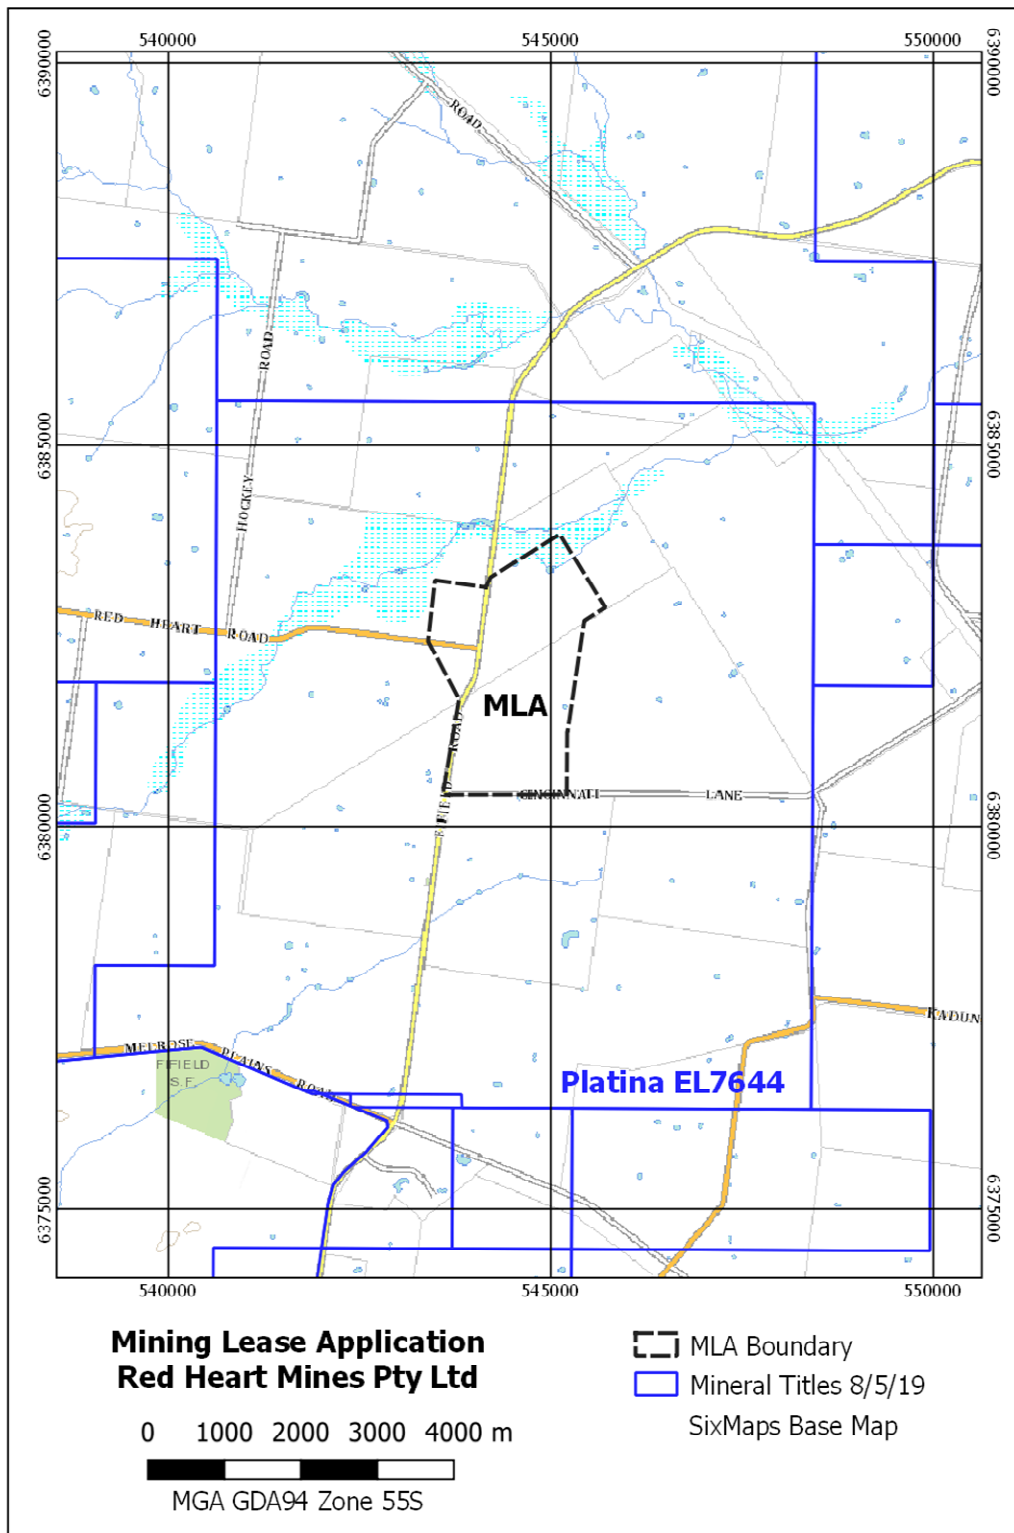 540000 545000 550000
6390000 6390000
ROAD
ROAD
6385000 6385000
HOCKEY
RED HEART ROAD
MLA
ROAD
FIFIELD
CINCINNATI LANE
6380000 6380000
KADUN
MELROSE PLAINS ROAD
FIFIELD
S.F.
Platina EL7644
6375000 6375000
540000 545000 550000
Mining Lease Application
Red Heart Mines Pty Ltd
MLA Boundary
Mineral Titles 8/5/19
SixMaps Base Map
0 1000 2000 3000 4000 m
MGA GDA94 Zone 55S